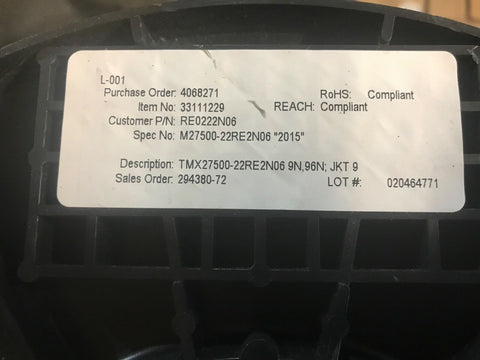 L-001
Purchase Order: 4068271 RoHS: Compliant
Item No: 33111229 REACH: Compliant
Customer P/N: RE0222N06
Spec No: M27500-22RE2N06 "2015"
Description: TMX27500-22RE2N06 9N,96N; JKT 9
Sales Order: 294380-72 LOT #: 020464771